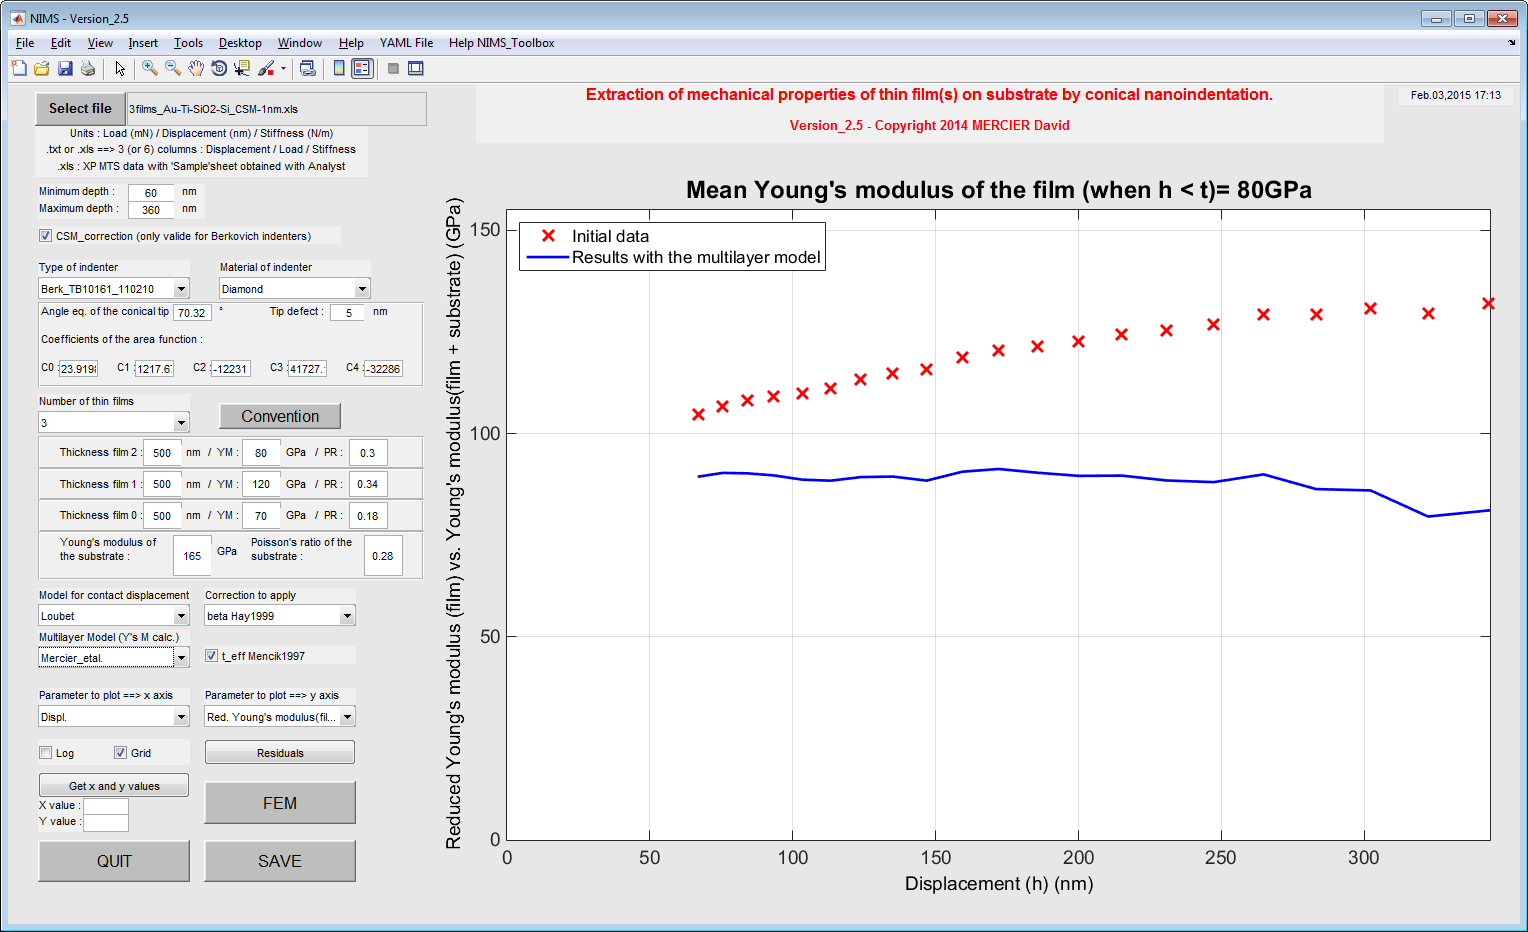 NIMS - Version_2.5
File Edit View Insert Tools Desktop Window Help YAML File Help NIMS_Toolbox
Select file 3films_Au-Ti-SiO2-Si_CSM-1nm.xls
Units : Load (mN) / Displacement (nm) / Stiffness (N/m)
.txt or .xls ==> 3 (or 6) columns : Displacement / Load / Stiffness
.xls : XP MTS data with 'Sample'sheet obtained with Analyst
Minimum depth : 60 nm
Maximum depth : 360 nm
CSM_correction (only valide for Berkovich indenters)
Type of indenter Material of indenter
Berk_TB10161_110210 Diamond
Angle eq. of the conical tip 70.32 ° Tip defect : 5 nm
Coefficients of the area function :
C0 : 23.919 C1 : 1217.6 C2 : -12231 C3 : 41727. C4 : -32286
Number of thin films
3 Convention
Thickness film 2 : 500 nm / YM : 80 GPa / PR : 0.3
Thickness film 1 : 500 nm / YM : 120 GPa / PR : 0.34
Thickness film 0 : 500 nm / YM : 70 GPa / PR : 0.18
Young's modulus of the substrate : 165 GPa Poisson's ratio of the substrate : 0.28
Model for contact displacement Correction to apply
Loubet beta Hay1999
Multilayer Model (Y's M calc.)
Mercier_etal. t_eff Mencik1997
Parameter to plot ==> x axis Parameter to plot ==> y axis
Displ. Red. Young's modulus(fil...
Log Grid Residuals
Get x and y values
X value :
Y value :
FEM
QUIT SAVE
Extraction of mechanical properties of thin film(s) on substrate by conical nanoindentation.
Version_2.5 - Copyright 2014 MERCIER David
Feb.03,2015 17:13
Mean Young's modulus of the film (when h < t)= 80GPa
Initial data
Results with the multilayer model
Reduced Young's modulus (film) vs. Young's modulus(film + substrate) (GPa)
150
100
50
0
0 50 100 150 200 250 300
Displacement (h) (nm)